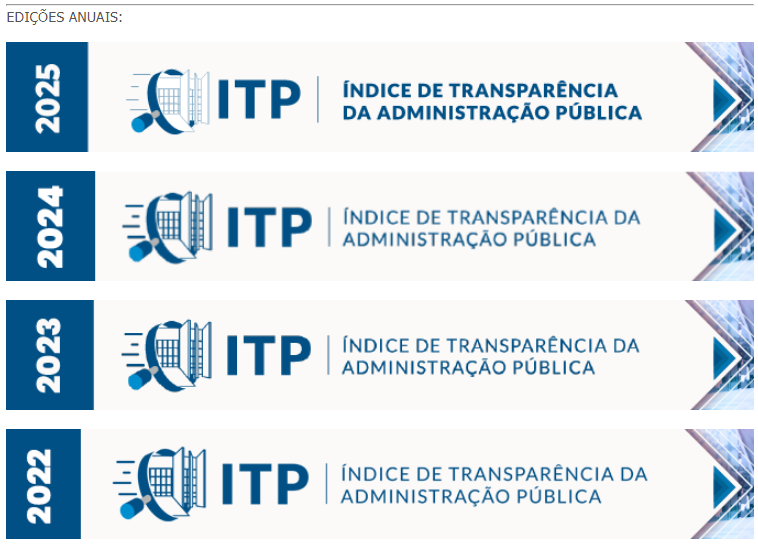 EDIÇÕES ANUAIS:
2025
ITP
ÍNDICE DE TRANSPARÊNCIA
DA ADMINISTRAÇÃO PÚBLICA
2024
ITP
ÍNDICE DE TRANSPARÊNCIA DA
ADMINISTRAÇÃO PÚBLICA
2023
ITP
ÍNDICE DE TRANSPARÊNCIA DA
ADMINISTRAÇÃO PÚBLICA
2022
ITP
ÍNDICE DE TRANSPARÊNCIA DA
ADMINISTRAÇÃO PÚBLICA